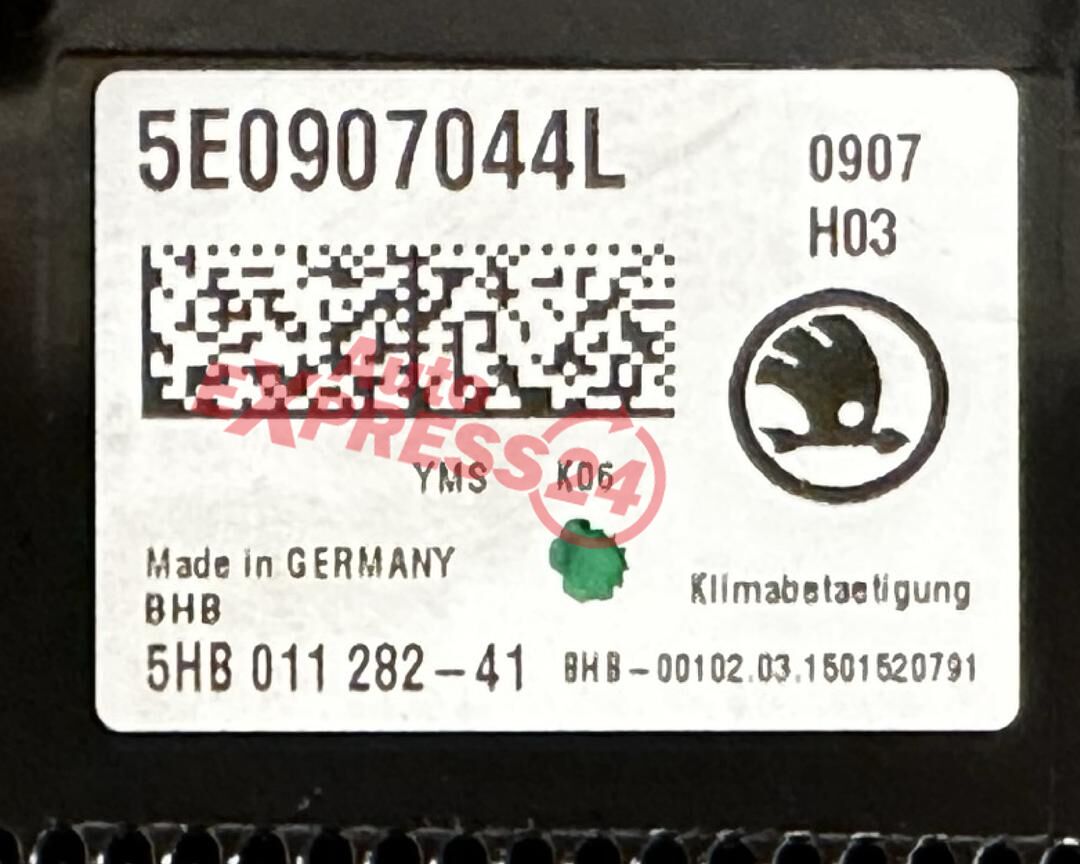 5E0907044L
0907
H03
Auto
EXPRESS24
YMS K06
Made in GERMANY
BHB
Klimabetaetigung
5HB 011 282-41
BHB-00102.03.1501520791